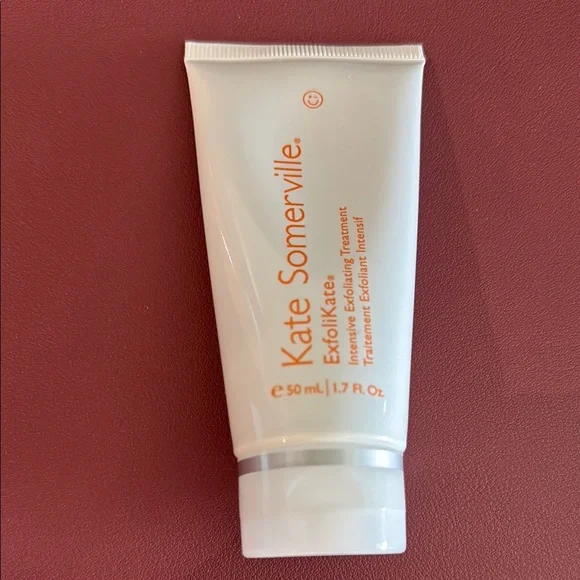 Kate Somerville®
ExfoliKate®
Intensive Exfoliating Treatment
Traitement Exfoliant Intensif
℮ 50 mL | 1.7 Fl. Oz.